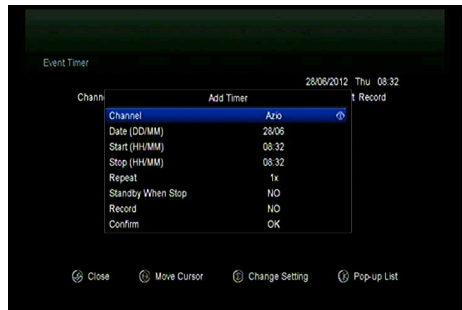 Event Timer
28/06/2012 Thu 08:32
Chann t Record
Add Timer
Channel Azio
Date (DD/MM) 28/06
Start (HH/MM) 08:32
Stop (HH/MM) 08:32
Repeat 1x
Standby When Stop NO
Record NO
Confirm OK
Close Move Cursor Change Setting Pop-up List